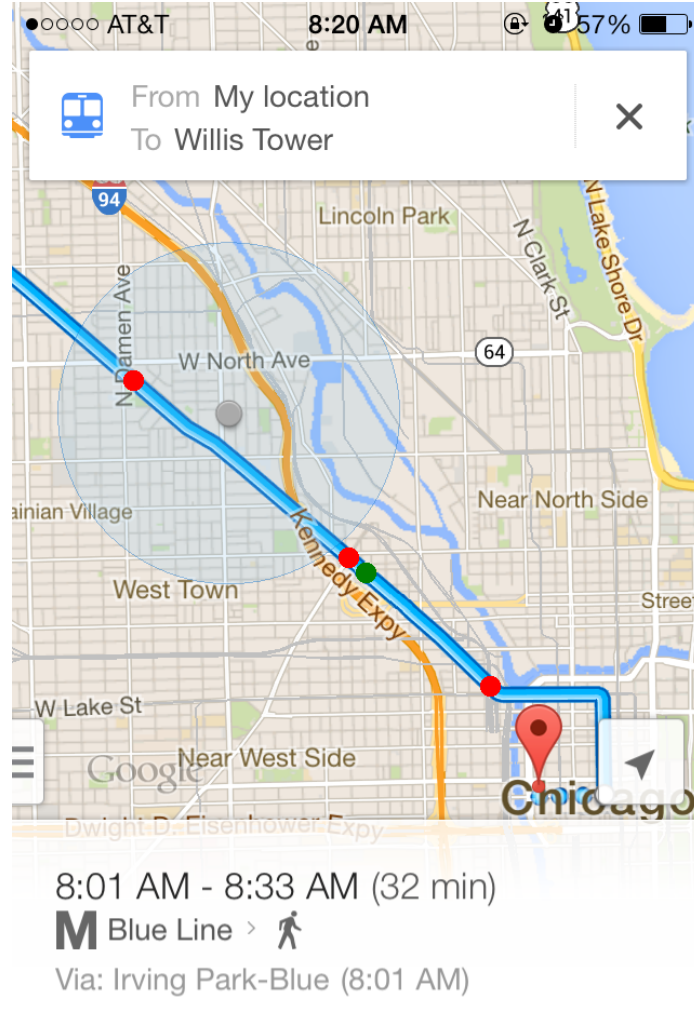 AT&T 8:20 AM 57%
41
From My location
To Willis Tower
94
Lincoln Park
N Lake Shore Dr
N Clark St
N Damen Ave
W North Ave
64
ainian Village
Near North Side
Kennedy Expy
West Town
Street
W Lake St
Near West Side
Google
Chicago
Dwight D. Eisenhower Expy
8:01 AM - 8:33 AM (32 min)
M Blue Line >
Via: Irving Park-Blue (8:01 AM)